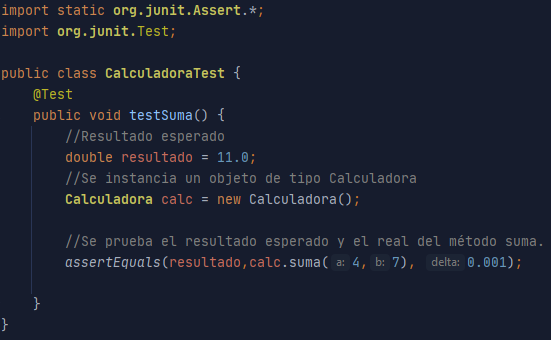 import static org.junit.Assert.*;
import org.junit.Test;
public class CalculadoraTest {
@Test
public void testSuma() {
//Resultado esperado
double resultado = 11.0;
//Se instancia un objeto de tipo Calculadora
Calculadora calc = new Calculadora();
//Se prueba el resultado esperado y el real del método suma.
assertEquals(resultado,calc.suma( a: 4, b: 7), delta: 0.001);
}
}